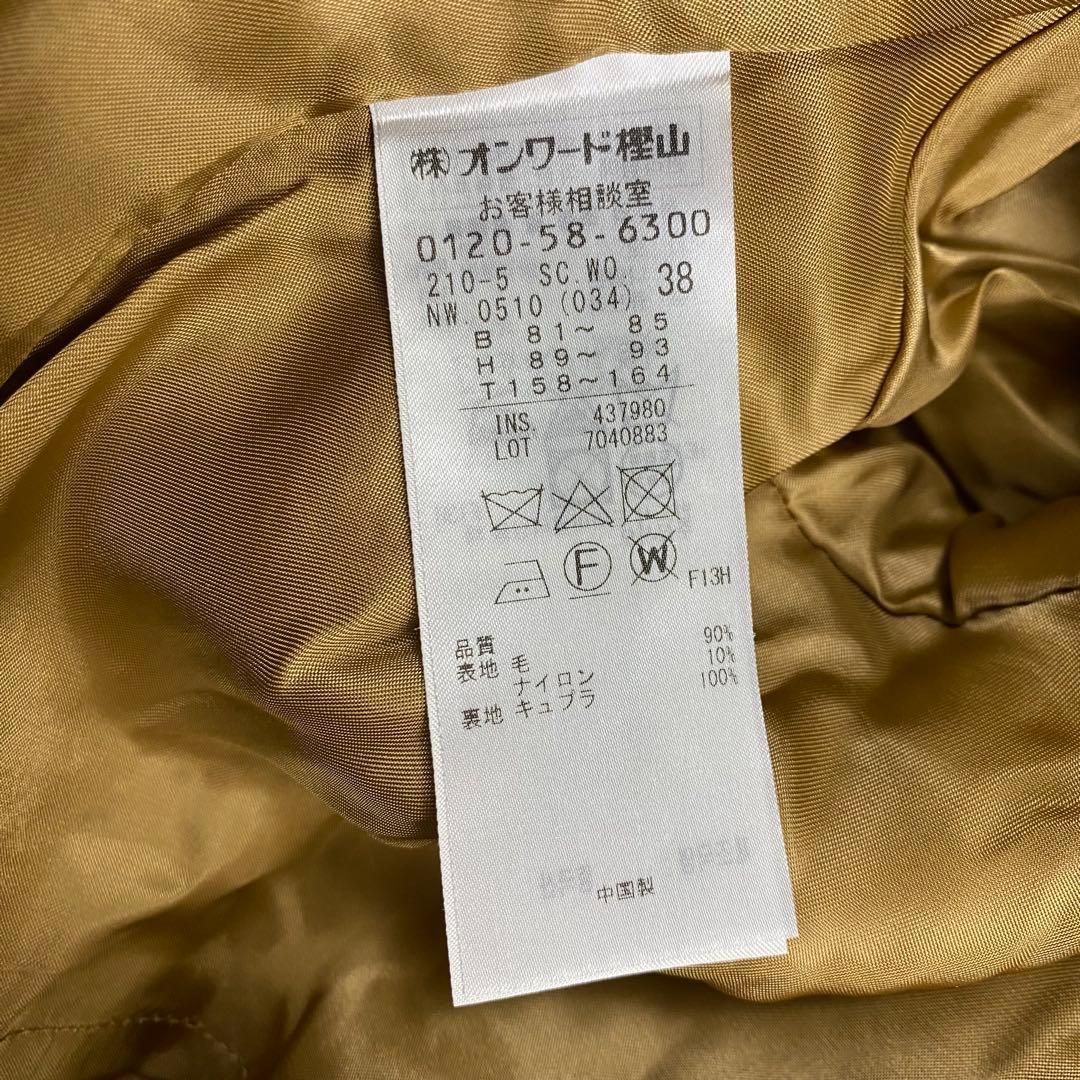 (株)オンワード樫山
お客様相談室
0120-58-6300
210-5 SC.WO. 38
NW.0510 (034)
B 81~ 85
H 89~ 93
T158~164
INS. 437980
LOT 7040883
F
W
F13H
品質
表地 毛 90%
ナイロン 10%
裏地 キュプラ 100%
中国製